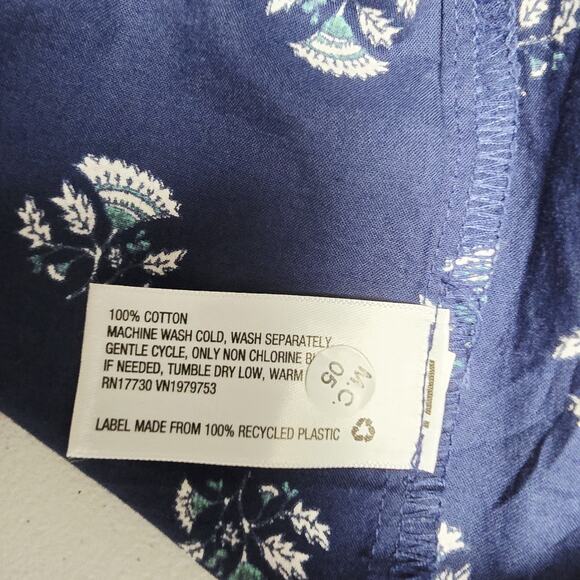 100% COTTON
MACHINE WASH COLD, WASH SEPARATELY
GENTLE CYCLE, ONLY NON CHLORINE
IF NEEDED, TUMBLE DRY LOW, WARM
RN17730 VN1979753
LABEL MADE FROM 100% RECYCLED PLASTIC
M.C.
05